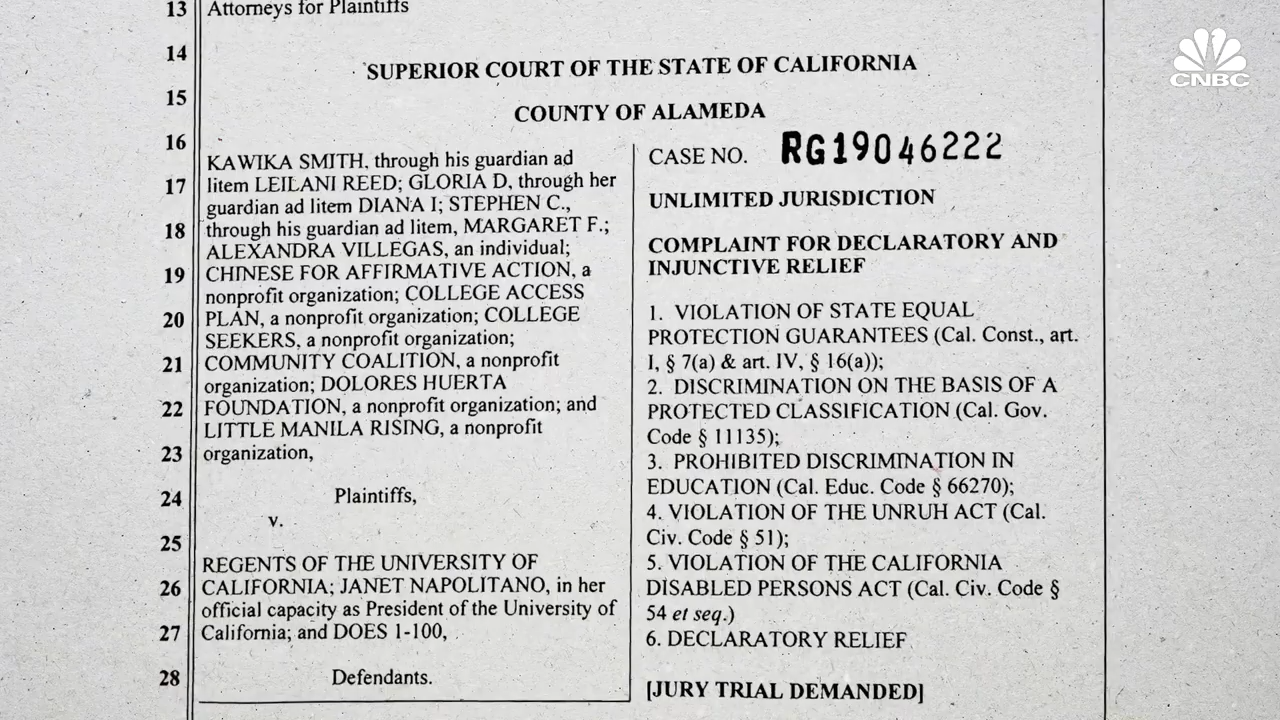 13 Attorneys for Plaintiffs
CNBC
14
SUPERIOR COURT OF THE STATE OF CALIFORNIA
15
COUNTY OF ALAMEDA
16
KAWIKA SMITH, through his guardian ad
17 litem LEILANI REED; GLORIA D, through her
guardian ad litem DIANA I; STEPHEN C.,
18 through his guardian ad litem, MARGARET F.;
ALEXANDRA VILLEGAS, an individual;
19 CHINESE FOR AFFIRMATIVE ACTION, a
nonprofit organization; COLLEGE ACCESS
20 PLAN, a nonprofit organization; COLLEGE
SEEKERS, a nonprofit organization;
21 COMMUNITY COALITION, a nonprofit
organization; DOLORES HUERTA
22 FOUNDATION, a nonprofit organization; and
LITTLE MANILA RISING, a nonprofit
23 organization,
24 Plaintiffs,
v.
25
REGENTS OF THE UNIVERSITY OF
26 CALIFORNIA; JANET NAPOLITANO, in her
official capacity as President of the University of
27 California; and DOES 1-100,
28 Defendants.
CASE NO. RG19046222
UNLIMITED JURISDICTION
COMPLAINT FOR DECLARATORY AND
INJUNCTIVE RELIEF
1. VIOLATION OF STATE EQUAL
PROTECTION GUARANTEES (Cal. Const., art.
I, § 7(a) & art. IV, § 16(a));
2. DISCRIMINATION ON THE BASIS OF A
PROTECTED CLASSIFICATION (Cal. Gov.
Code § 11135);
3. PROHIBITED DISCRIMINATION IN
EDUCATION (Cal. Educ. Code § 66270);
4. VIOLATION OF THE UNRUH ACT (Cal.
Civ. Code § 51);
5. VIOLATION OF THE CALIFORNIA
DISABLED PERSONS ACT (Cal. Civ. Code §
54 et seq.)
6. DECLARATORY RELIEF
[JURY TRIAL DEMANDED]